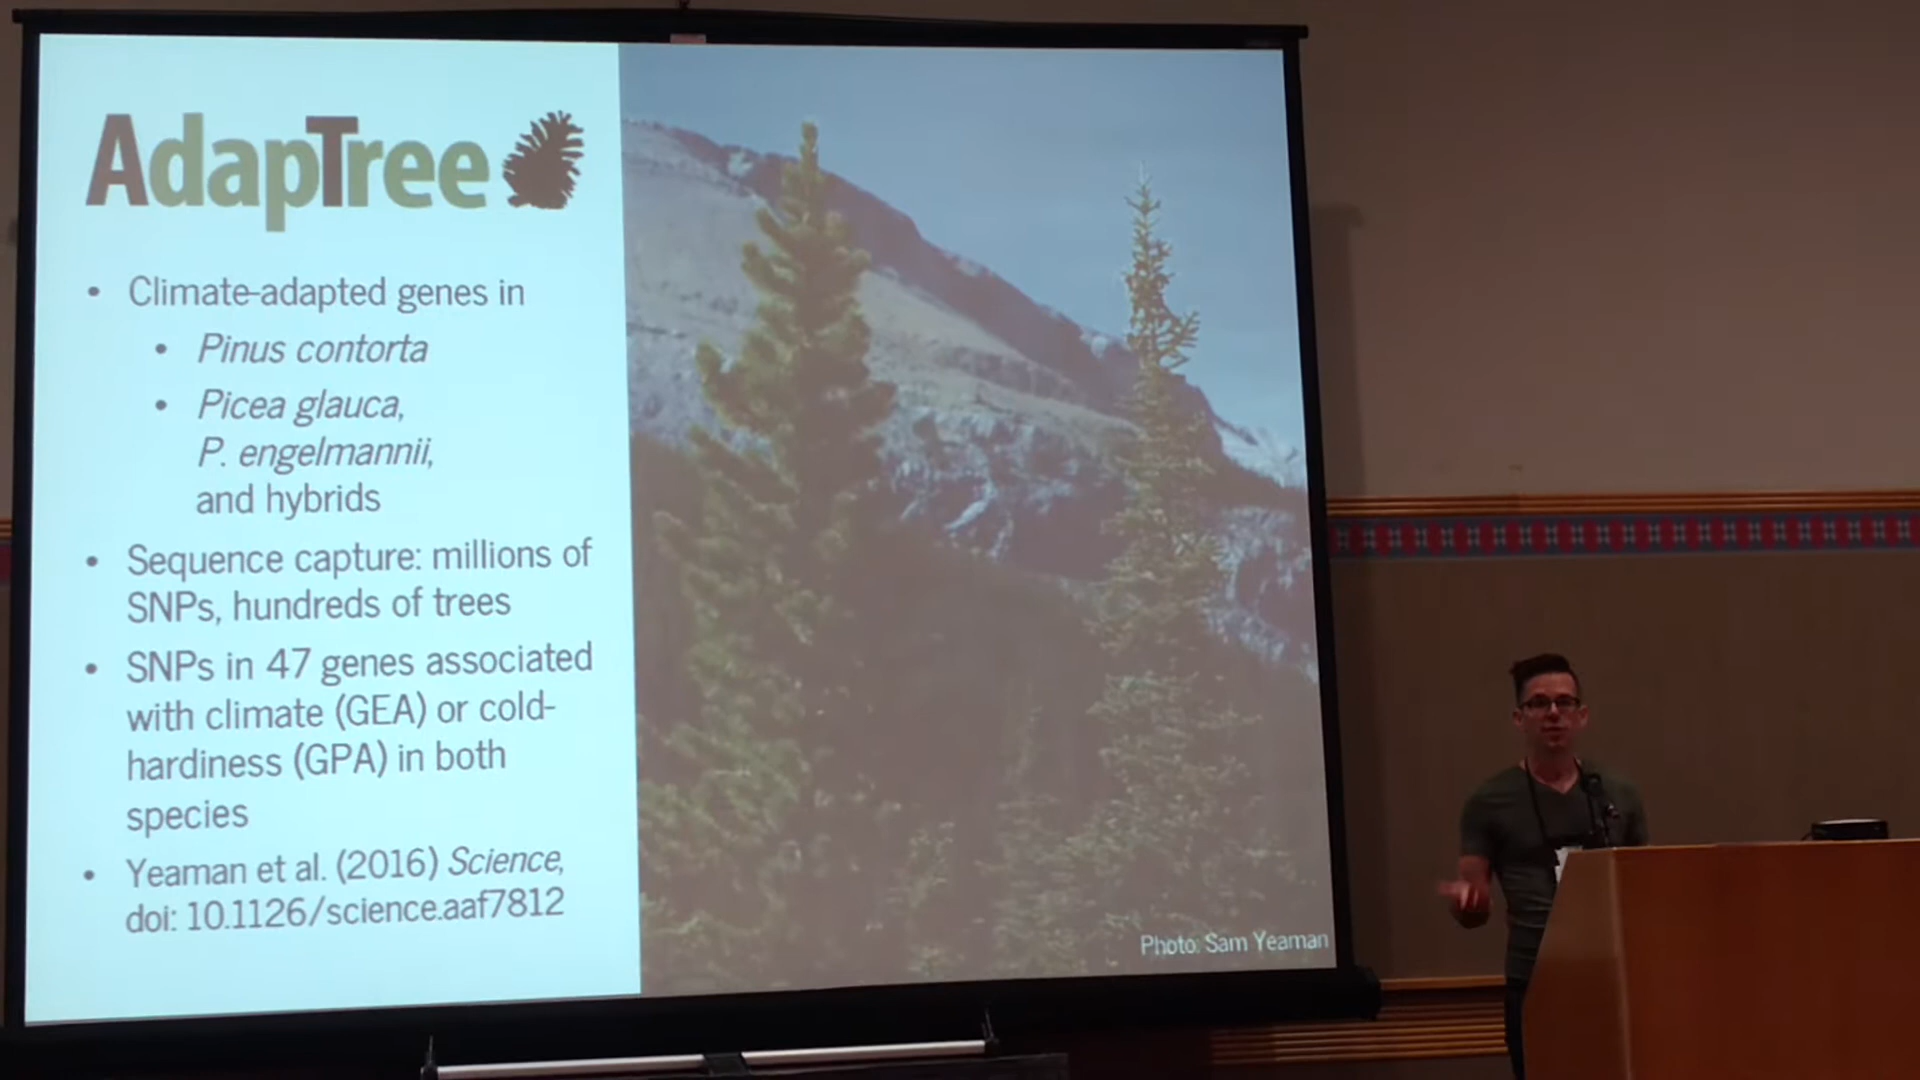 AdapTree
• Climate-adapted genes in
• Pinus contorta
• Picea glauca,
P. engelmannii,
and hybrids
• Sequence capture: millions of
SNPs, hundreds of trees
• SNPs in 47 genes associated
with climate (GEA) or cold-
hardiness (GPA) in both
species
• Yeaman et al. (2016) Science,
doi: 10.1126/science.aaf7812
Photo: Sam Yeaman